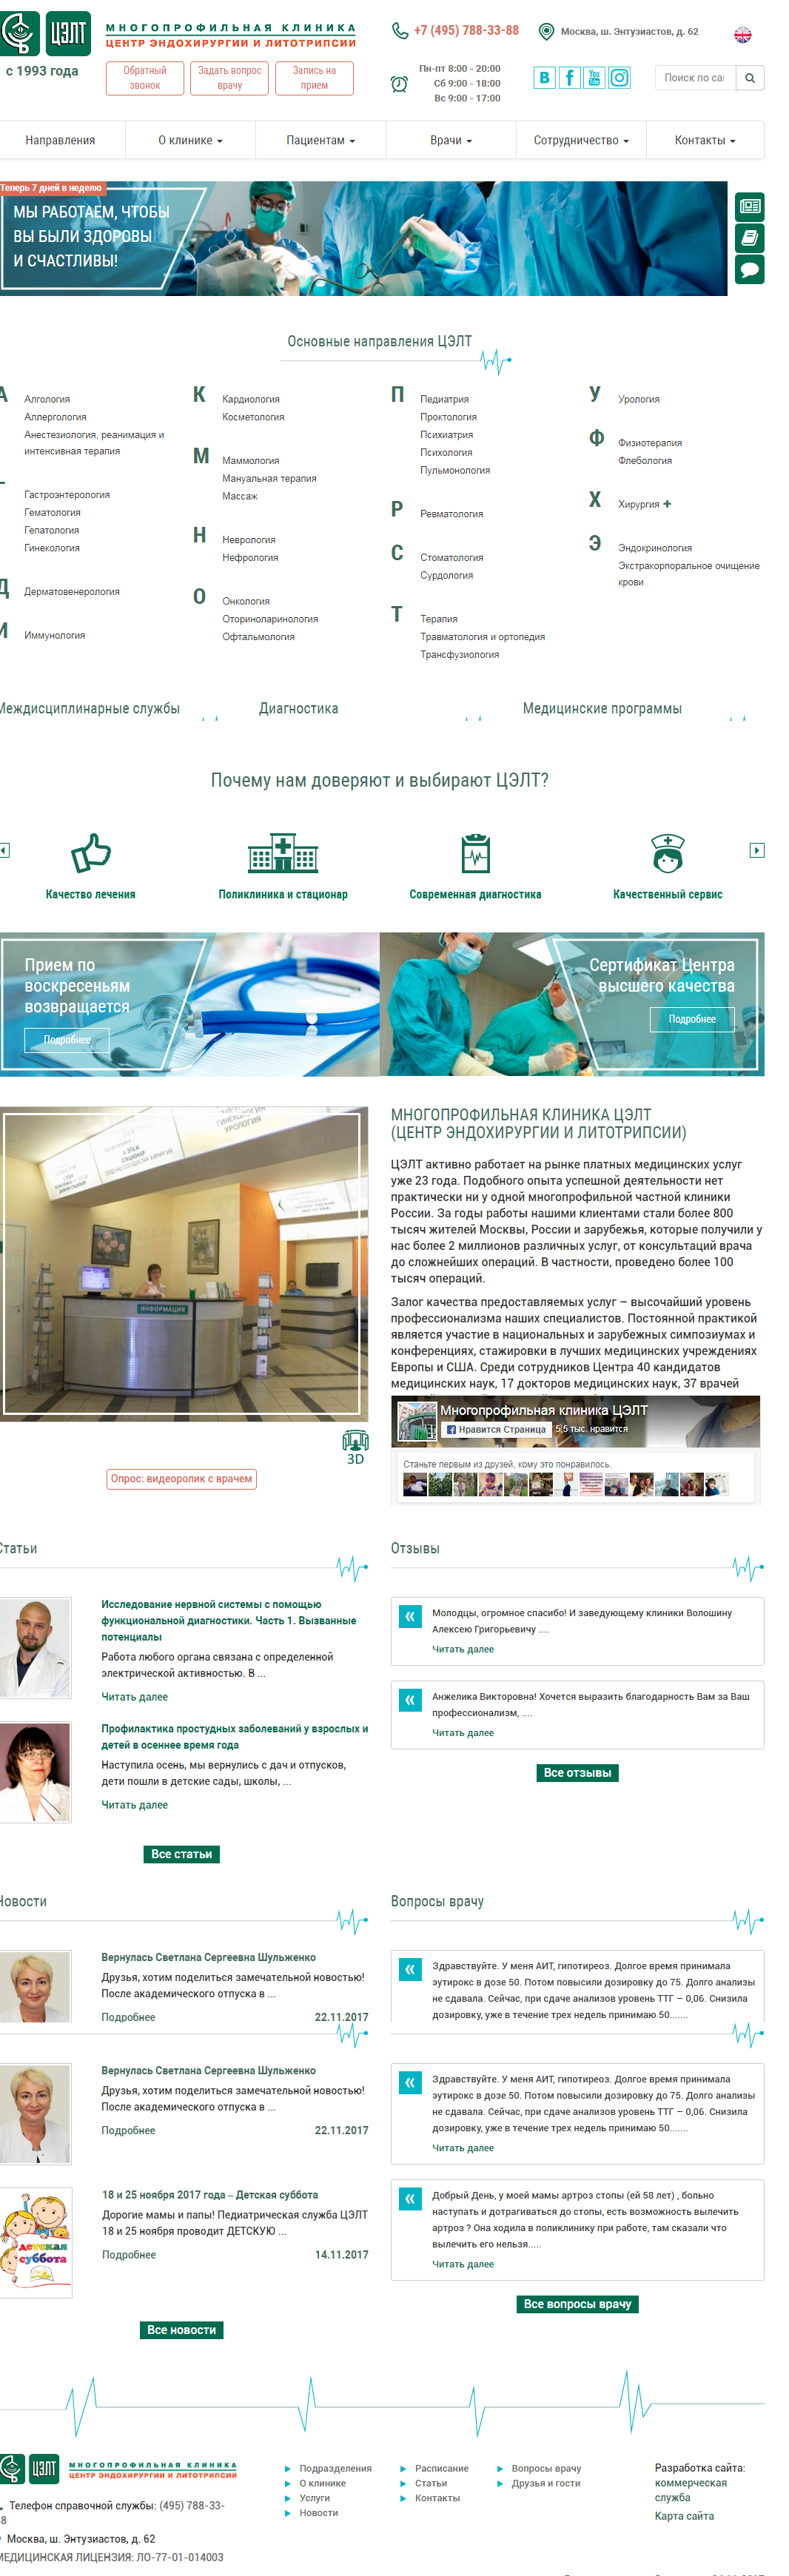 ЦЭЛТ
с 1993 года
МНОГОПРОФИЛЬНАЯ КЛИНИКА
ЦЕНТР ЭНДОХИРУРГИИ И ЛИТОТРИПСИИ
Обратный звонок
Задать вопрос врачу
Запись на прием
+7 (495) 788-33-88
Москва, ш. Энтузиастов, д. 62
Пн-пт 8:00 - 20:00
Сб 9:00 - 18:00
Вс 9:00 - 17:00
B f You Tube
Поиск по сай
Направления
О клинике
Пациентам
Врачи
Сотрудничество
Контакты
Теперь 7 дней в неделю
МЫ РАБОТАЕМ, ЧТОБЫ
ВЫ БЫЛИ ЗДОРОВЫ
И СЧАСТЛИВЫ!
Основные направления ЦЭЛТ
А
Алгология
Аллергология
Анестезиология, реанимация и
интенсивная терапия
Гастроэнтерология
Гематология
Гепатология
Гинекология
Д
Дерматовенерология
И
Иммунология
К
Кардиология
Косметология
М
Маммология
Мануальная терапия
Массаж
Н
Неврология
Нефрология
О
Онкология
Оториноларинология
Офтальмология
П
Педиатрия
Проктология
Психиатрия
Психология
Пульмонология
Р
Ревматология
С
Стоматология
Сурдология
Т
Терапия
Травматология и ортопедия
Трансфузиология
У
Урология
Ф
Физиотерапия
Флебология
Х
Хирургия +
Э
Эндокринология
Экстракорпоральное очищение
крови
Междисциплинарные службы
Диагностика
Медицинские программы
Почему нам доверяют и выбирают ЦЭЛТ?
Качество лечения
Поликлиника и стационар
Современная диагностика
Качественный сервис
Прием по
воскресеньям
возвращается
Подробнее
Сертификат Центра
высшего качества
Подробнее
ГИНЕКОЛОГИЯ
УРОЛОГИЯ
ИНФОРМАЦИЯ
3D
Опрос: видеоролик с врачем
МНОГОПРОФИЛЬНАЯ КЛИНИКА ЦЭЛТ
(ЦЕНТР ЭНДОХИРУРГИИ И ЛИТОТРИПСИИ)
ЦЭЛТ активно работает на рынке платных медицинских услуг
уже 23 года. Подобного опыта успешной деятельности нет
практически ни у одной многопрофильной частной клиники
России. За годы работы нашими клиентами стали более 800
тысяч жителей Москвы, России и зарубежья, которые получили у
нас более 2 миллионов различных услуг, от консультаций врача
до сложнейших операций. В частности, проведено более 100
тысяч операций.
Залог качества предоставляемых услуг – высочайший уровень
профессионализма наших специалистов. Постоянной практикой
является участие в национальных и зарубежных симпозиумах и
конференциях, стажировки в лучших медицинских учреждениях
Европы и США. Среди сотрудников Центра 40 кандидатов
медицинских наук, 17 докторов медицинских наук, 37 врачей
Многопрофильная клиника ЦЭЛТ
Нравится Страница
5,5 тыс. нравится
Станьте первым из друзей, кому это понравилось.
Статьи
Исследование нервной системы с помощью
функциональной диагностики. Часть 1. Вызванные
потенциалы
Работа любого органа связана с определенной
электрической активностью. В ...
Читать далее
Профилактика простудных заболеваний у взрослых и
детей в осеннее время года
Наступила осень, мы вернулись с дач и отпусков,
дети пошли в детские сады, школы, ...
Читать далее
Все статьи
Отзывы
«
Молодцы, огромное спасибо! И заведующему клиники Волошину
Алексею Григорьевичу ....
Читать далее
«
Анжелика Викторовна! Хочется выразить благодарность Вам за Ваш
профессионализм, ....
Читать далее
Все отзывы
Новости
Вернулась Светлана Сергеевна Шульженко
Друзья, хотим поделиться замечательной новостью!
После академического отпуска в ...
Подробнее 22.11.2017
Вопросы врачу
«
Здравствуйте. У меня АИТ, гипотиреоз. Долгое время принимала
эутирокс в дозе 50. Потом повысили дозировку до 75. Долго анализы
не сдавала. Сейчас, при сдаче анализов уровень ТТГ – 0,06. Снизила
дозировку, уже в течение трех недель принимаю 50.......
Вернулась Светлана Сергеевна Шульженко
Друзья, хотим поделиться замечательной новостью!
После академического отпуска в ...
Подробнее 22.11.2017
18 и 25 ноября 2017 года – Детская суббота
детская
суббота
Дорогие мамы и папы! Педиатрическая служба ЦЭЛТ
18 и 25 ноября проводит ДЕТСКУЮ ...
Подробнее 14.11.2017
Все новости
«
Здравствуйте. У меня АИТ, гипотиреоз. Долгое время принимала
эутирокс в дозе 50. Потом повысили дозировку до 75. Долго анализы
не сдавала. Сейчас, при сдаче анализов уровень ТТГ – 0,06. Снизила
дозировку, уже в течение трех недель принимаю 50.......
Читать далее
«
Добрый День, у моей мамы артроз стопы (ей 58 лет) , больно
наступать и дотрагиваться до стопы, есть возможность вылечить
артроз ? Она ходила в поликлинику при работе, там сказали что
вылечить его нельзя.....
Читать далее
Все вопросы врачу
ЦЭЛТ
МНОГОПРОФИЛЬНАЯ КЛИНИКА
ЦЕНТР ЭНДОХИРУРГИИ И ЛИТОТРИПСИИ
Телефон справочной службы: (495) 788-33-
88
Москва, ш. Энтузиастов, д. 62
МЕДИЦИНСКАЯ ЛИЦЕНЗИЯ: ЛО-77-01-014003
Подразделения
О клинике
Услуги
Новости
Расписание
Статьи
Контакты
Вопросы врачу
Друзья и гости
Разработка сайта:
коммерческая
служба
Карта сайта